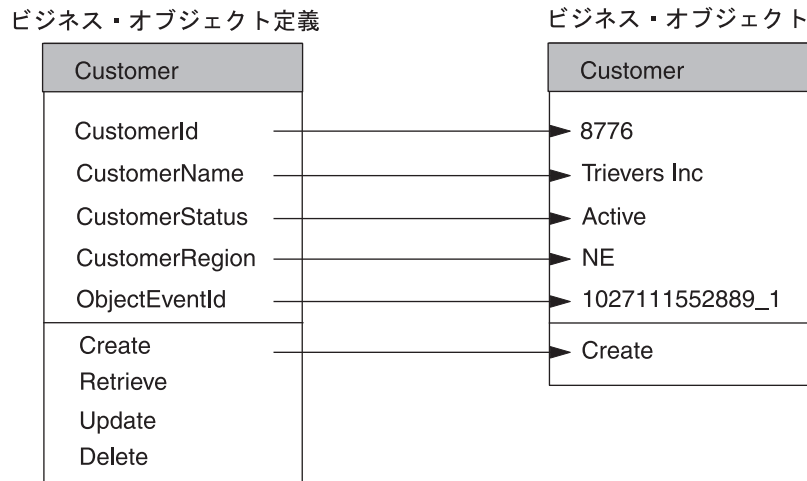 ビジネス・オブジェクト定義
Customer
CustomerId
CustomerName
CustomerStatus
CustomerRegion
ObjectEventId
Create
Retrieve
Update
Delete
ビジネス・オブジェクト
Customer
8776
Trievers Inc
Active
NE
1027111552889_1
Create